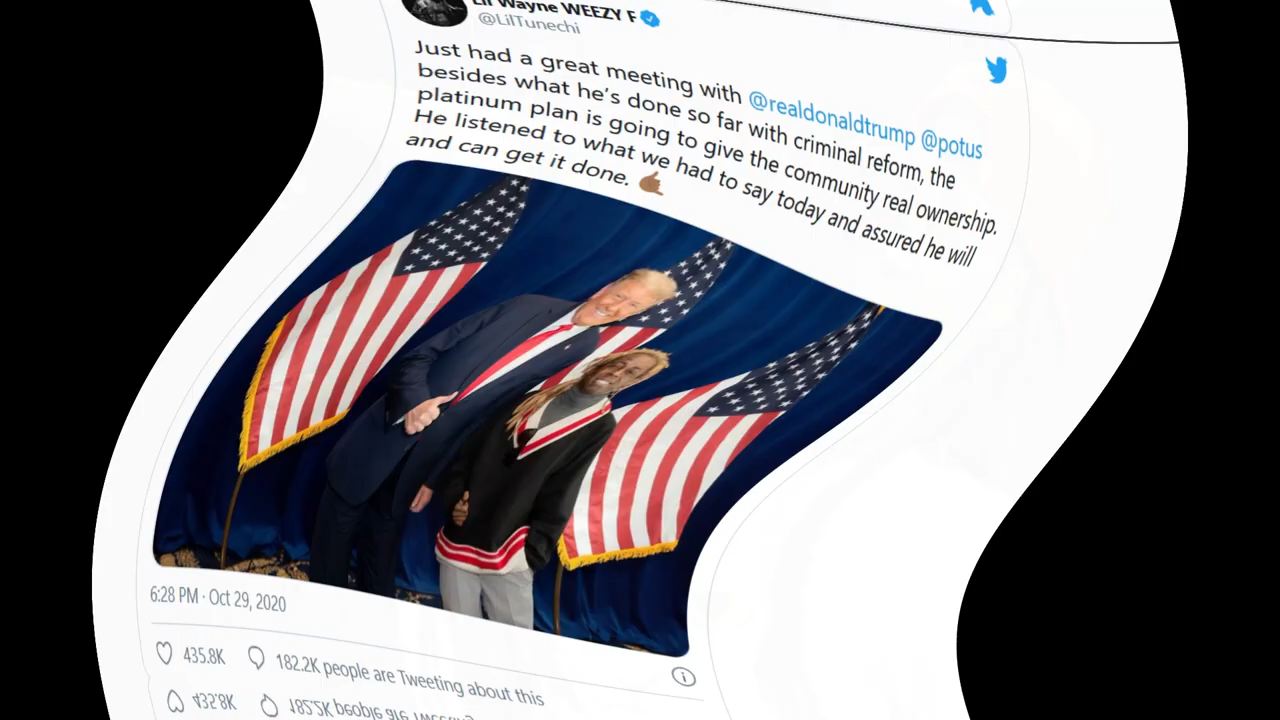 Lil Wayne WEEZY F
@LilTunechi
Just had a great meeting with @realdonaldtrump @potus
besides what he's done so far with criminal reform, the
platinum plan is going to give the community real ownership.
He listened to what we had to say today and assured he will
and can get it done. 🤙🏾
6:28 PM · Oct 29, 2020
435.8K 182.2K people are Tweeting about this